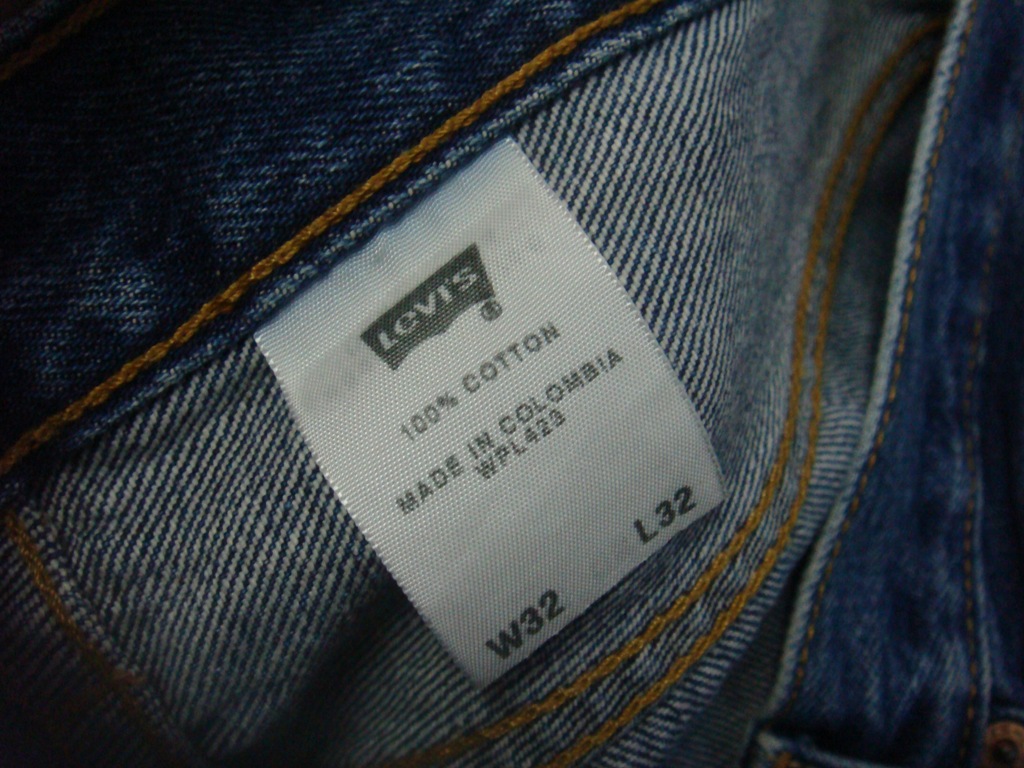 LEVI'S®
100% COTTON
MADE IN COLOMBIA
WPL423
W32 L32